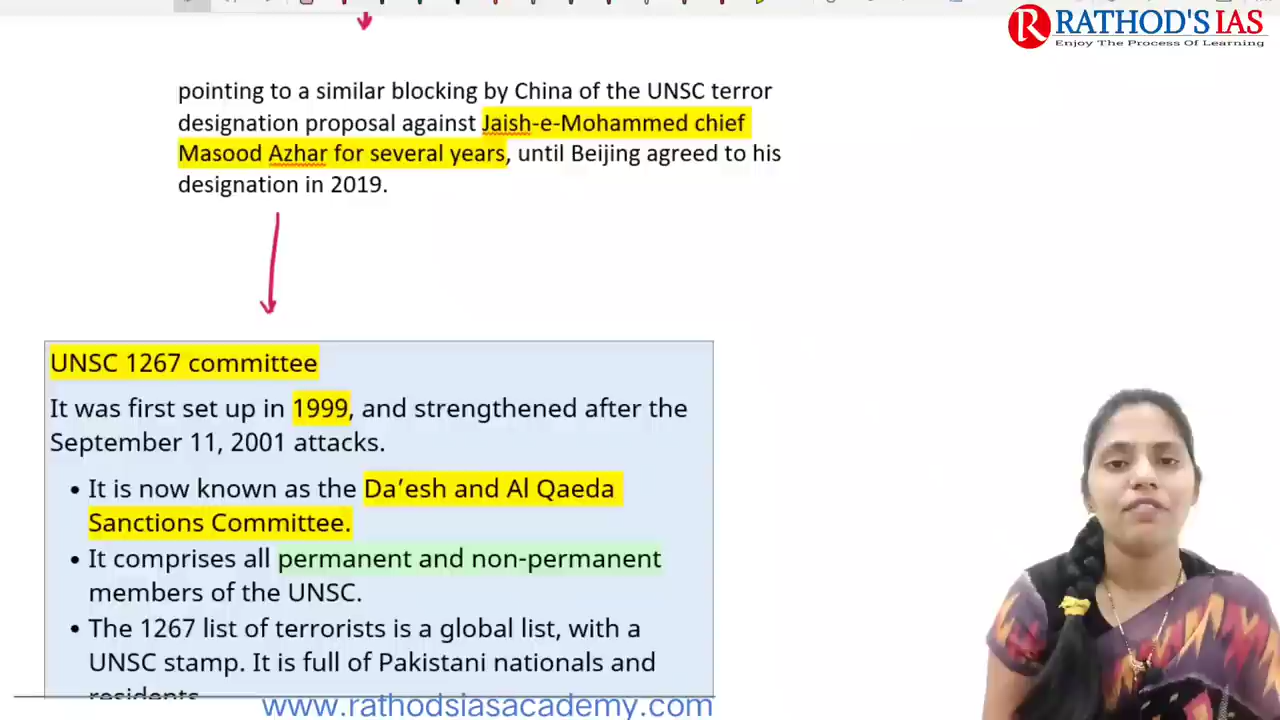 RATHOD'S IAS
Enjoy The Process Of Learning
pointing to a similar blocking by China of the UNSC terror
designation proposal against Jaish-e-Mohammed chief
Masood Azhar for several years, until Beijing agreed to his
designation in 2019.
UNSC 1267 committee
It was first set up in 1999, and strengthened after the
September 11, 2001 attacks.
• It is now known as the Da’esh and Al Qaeda
Sanctions Committee.
• It comprises all permanent and non-permanent
members of the UNSC.
• The 1267 list of terrorists is a global list, with a
UNSC stamp. It is full of Pakistani nationals and
residents
www.rathodsiasacademy.com